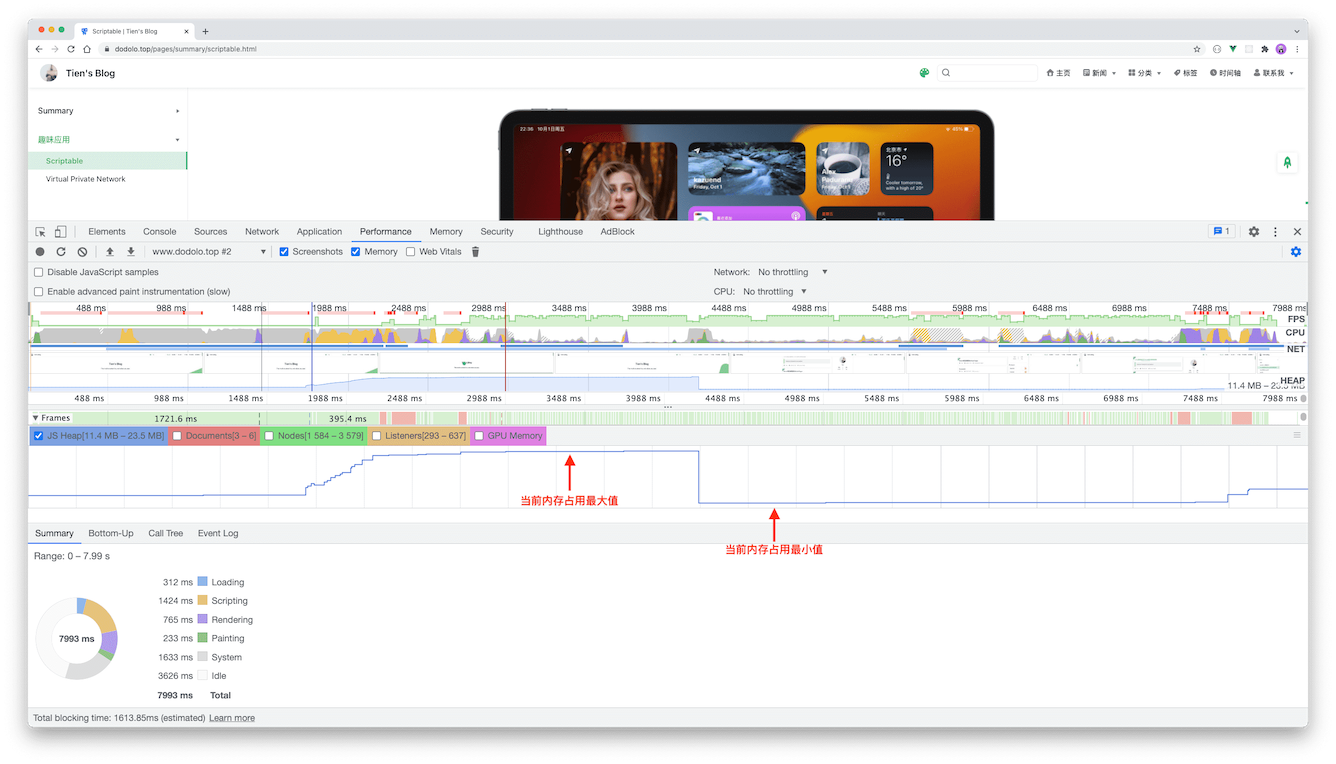 Scriptable | Tien's Blog
dodolo.top/pages/summary/scriptable.html
Tien's Blog
主页 新闻 分类 标签 时间轴 联系我
Summary
趣味应用
Scriptable
Virtual Private Network
22:36 10月1日周五
46%
kazuend
Friday, Oct 1
Alex
Padurariu
Friday, Oct 1
北京市
16°
Cooler tomorrow,
with a high of 20°
Elements Console Sources Network Application Performance Memory Security Lighthouse AdBlock 1
www.dodolo.top #2 Screenshots Memory Web Vitals
Disable JavaScript samples Network: No throttling
Enable advanced paint instrumentation (slow) CPU: No throttling
488 ms 988 ms 1488 ms 1988 ms 2488 ms 2988 ms 3488 ms 3988 ms 4488 ms 4988 ms 5488 ms 5988 ms 6488 ms 6988 ms 7488 ms 7988 ms
FPS
CPU
NET
HEAP
11.4 MB – 23.5 MB
488 ms 988 ms 1488 ms 1988 ms 2488 ms 2988 ms 3488 ms 3988 ms 4488 ms 4988 ms 5488 ms 5988 ms 6488 ms 6988 ms 7488 ms 7988 ms
Frames 1721.6 ms 395.4 ms
JS Heap[11.4 MB – 23.5 MB] Documents[3 – 6] Nodes[1 584 – 3 579] Listeners[293 – 637] GPU Memory
当前内存占用最大值
当前内存占用最小值
Summary Bottom-Up Call Tree Event Log
Range: 0 – 7.99 s
312 ms Loading
1424 ms Scripting
765 ms Rendering
233 ms Painting
1633 ms System
3626 ms Idle
7993 ms Total
7993 ms
Total blocking time: 1613.85ms (estimated) Learn more